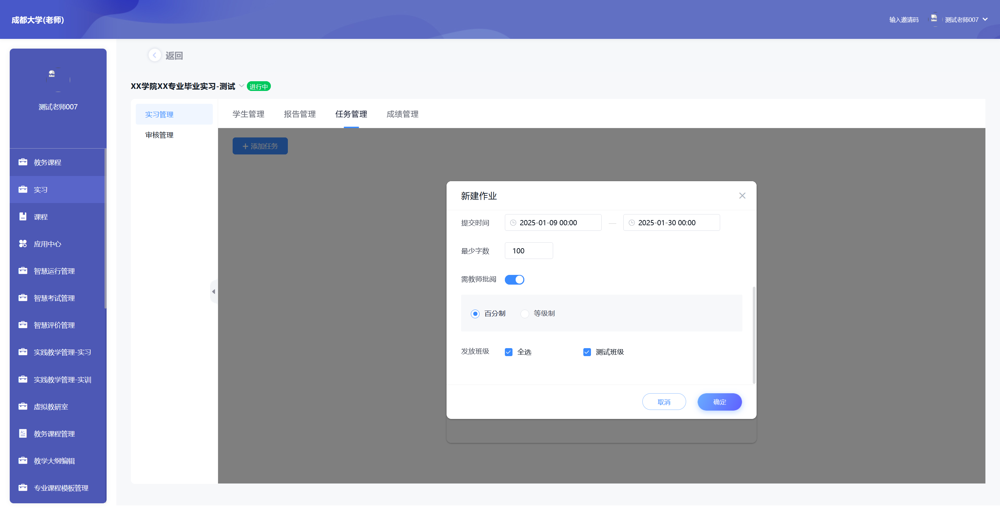 成都大学(老师)
输入邀请码
测试老师007
返回
测试老师007
XX学院XX专业毕业实习-测试
进行中
实习管理
审核管理
学生管理
报告管理
任务管理
成绩管理
添加任务
教务课程
实习
课程
应用中心
智慧运行管理
智慧考试管理
智慧评价管理
实践教学管理-实习
实践教学管理-实训
虚拟教研室
教务课程管理
教学大纲编辑
专业课程模板管理
新建作业
提交时间
2025-01-09 00:00
—
2025-01-30 00:00
最少字数
100
需教师批阅
百分制
等级制
发放班级
全选
测试班级
取消
确定